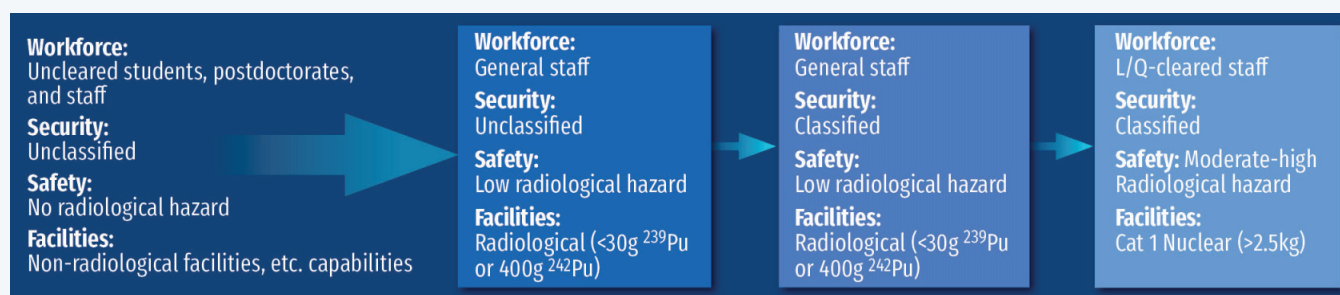 Workforce:
Uncleared students, postdoctorates,
and staff
Security:
Unclassified
Safety:
No radiological hazard
Facilities:
Non-radiological facilities, etc. capabilities
Workforce:
General staff
Security:
Unclassified
Safety:
Low radiological hazard
Facilities:
Radiological (<30g ²³⁹Pu
or 400g ²⁴²Pu)
Workforce:
General staff
Security:
Classified
Safety:
Low radiological hazard
Facilities:
Radiological (<30g ²³⁹Pu
or 400g ²⁴²Pu)
Workforce:
L/Q-cleared staff
Security:
Classified
Safety: Moderate-high
Radiological hazard
Facilities:
Cat 1 Nuclear (>2.5kg)